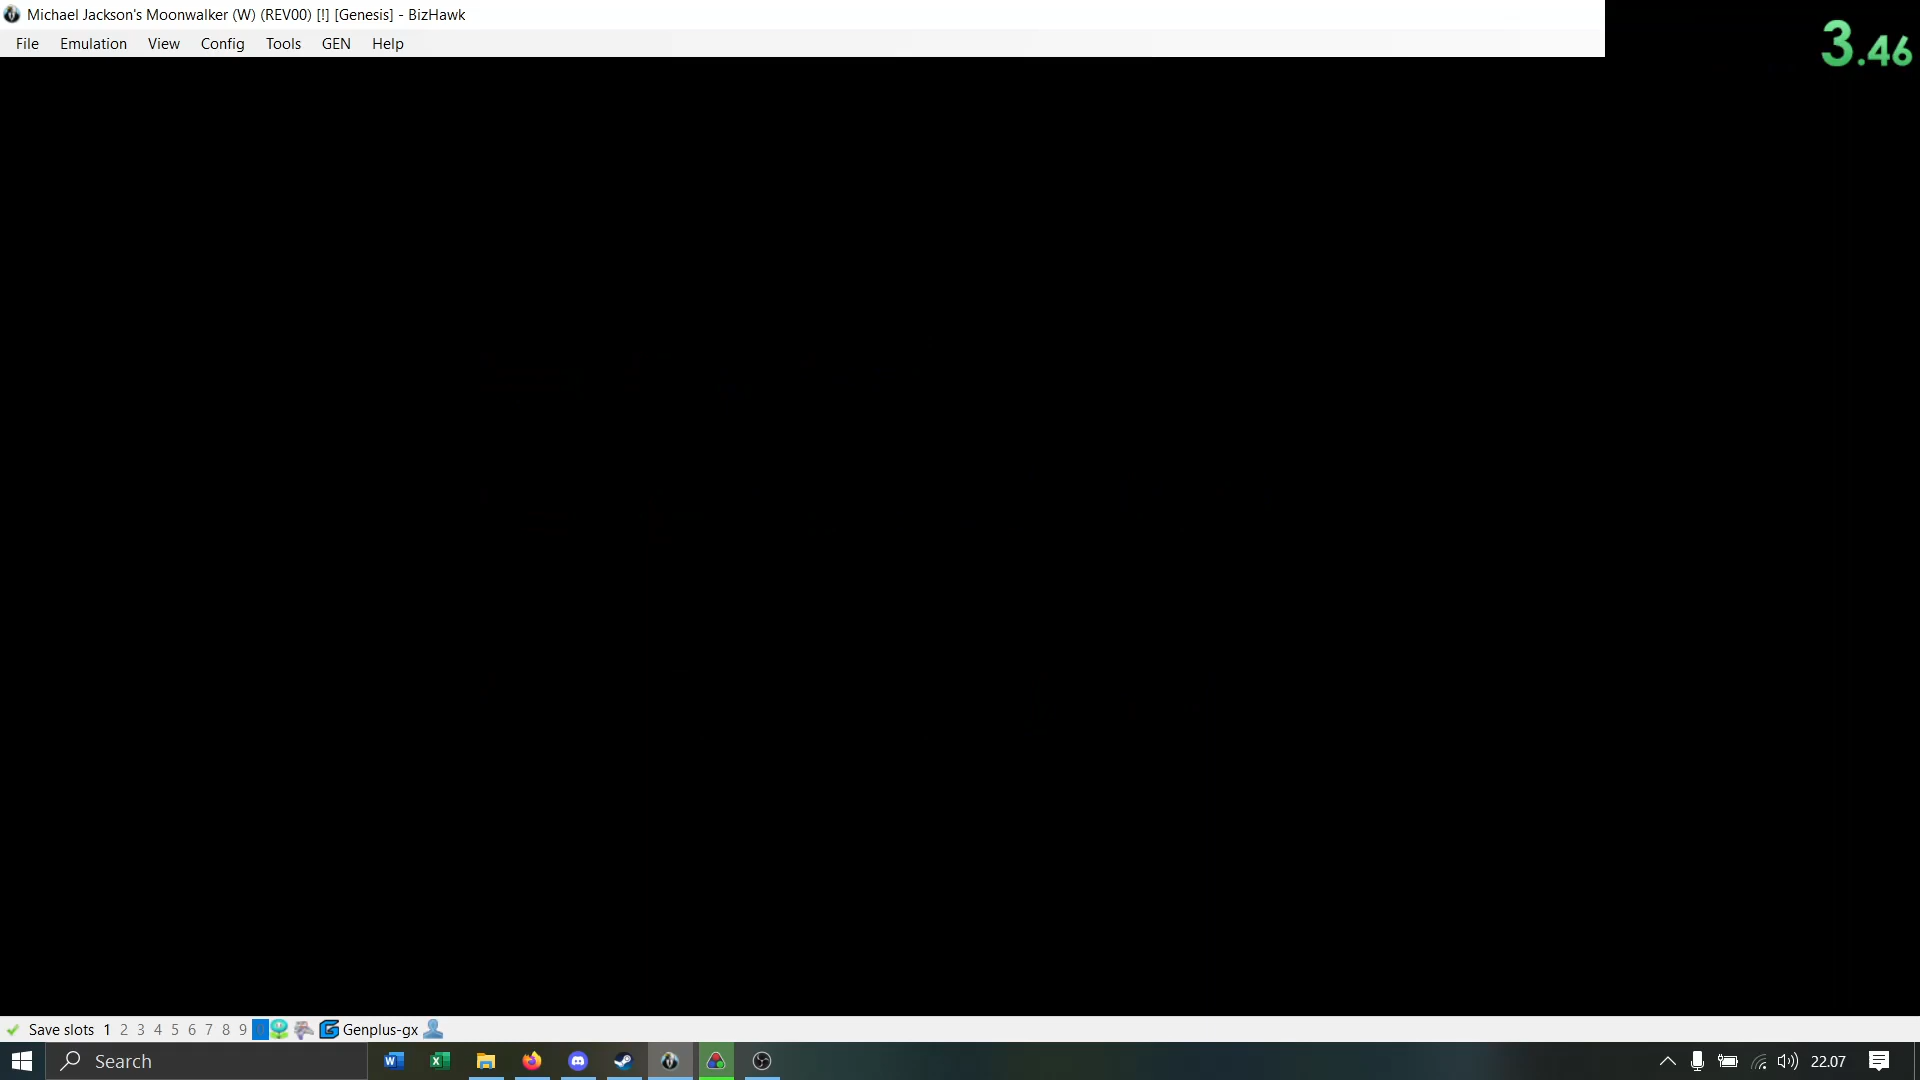 Michael Jackson's Moonwalker (W) (REV00) [!] [Genesis] - BizHawk
3.46
File Emulation View Config Tools GEN Help
Save slots 1 2 3 4 5 6 7 8 9 0 Genplus-gx
Search 22.07